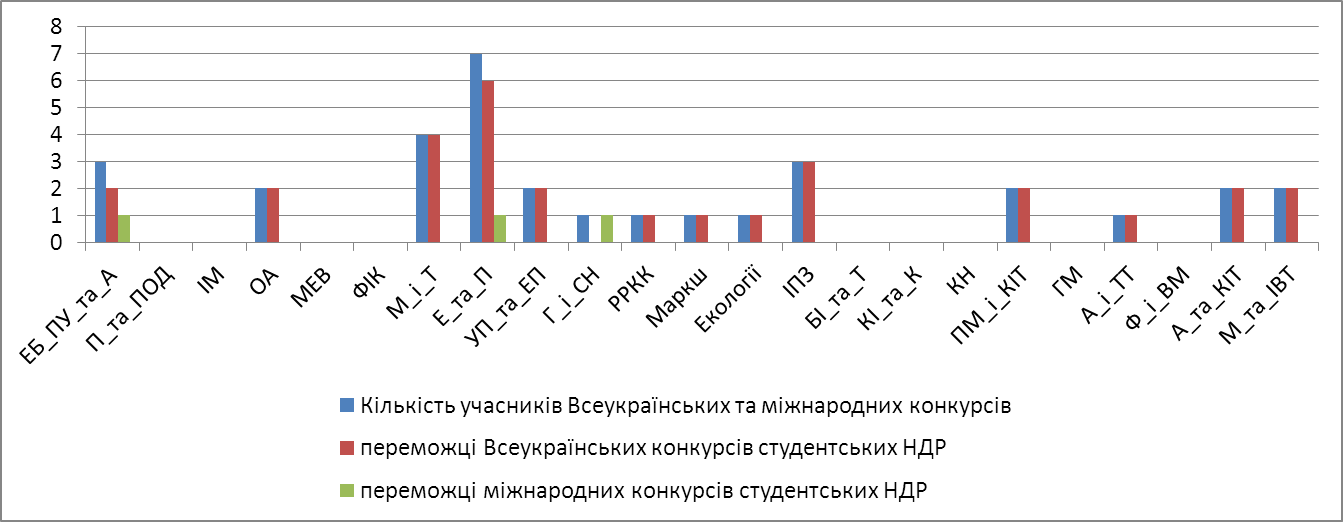 8
7
6
5
4
3
2
1
0
ЕБ_ПУ_та_А
П_та_ПОД
ІМ
ОА
МЕВ
ФІК
М_і_Т
Е_та_П
УП_та_ЕП
Г_і_СН
РРКК
Маркш
Екології
ІПЗ
БІ_та_Т
КІ_та_К
КН
ПМ_і_КІТ
ГМ
А_і_ТТ
Ф_і_ВМ
А_та_КІТ
М_та_ІВТ
Кількість учасників Всеукраїнських та міжнародних конкурсів
переможці Всеукраїнських конкурсів студентських НДР
переможці міжнародних конкурсів студентських НДР